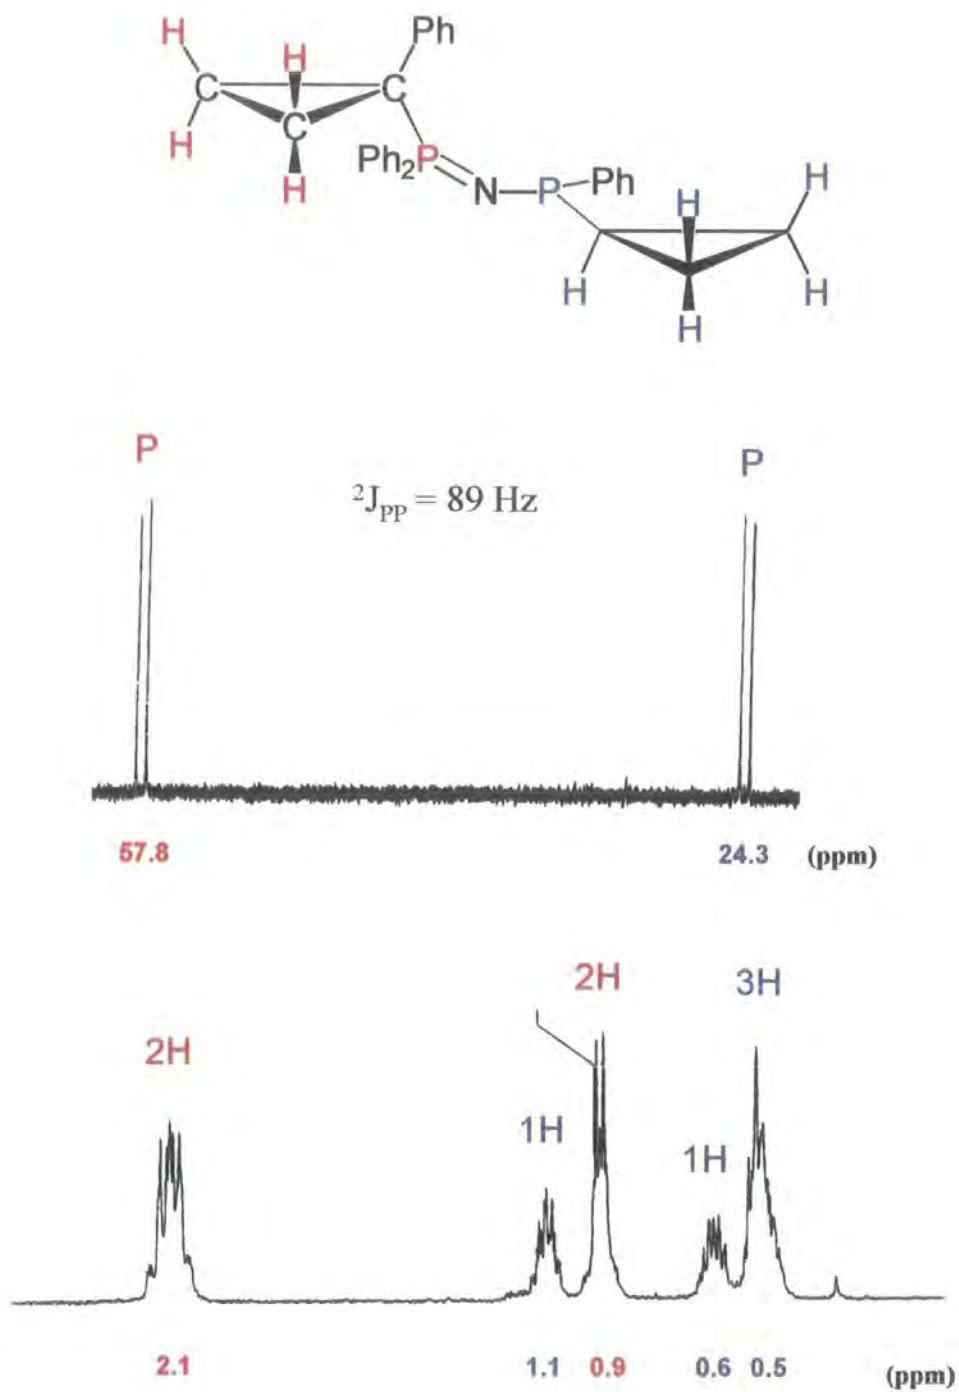 H Ph
H
C C
C
H
Ph₂P=N-P-Ph
H
H
H
H
H
H
P P
²J_PP = 89 Hz
57.8 24.3 (ppm)
2H 3H
2H
1H
1H
2.1 1.1 0.9 0.6 0.5 (ppm)